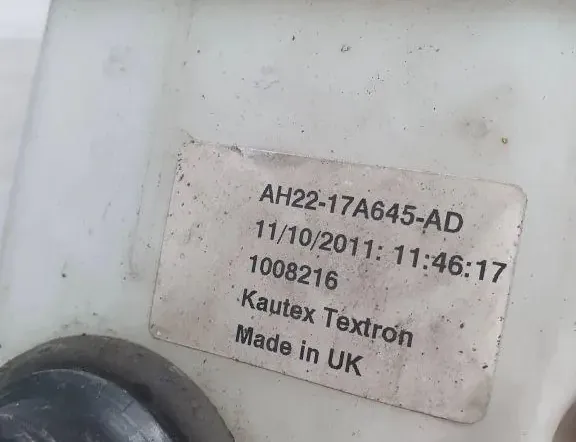 AH22-17A645-AD
11/10/2011: 11:46:17
1008216
Kautex Textron
Made in UK